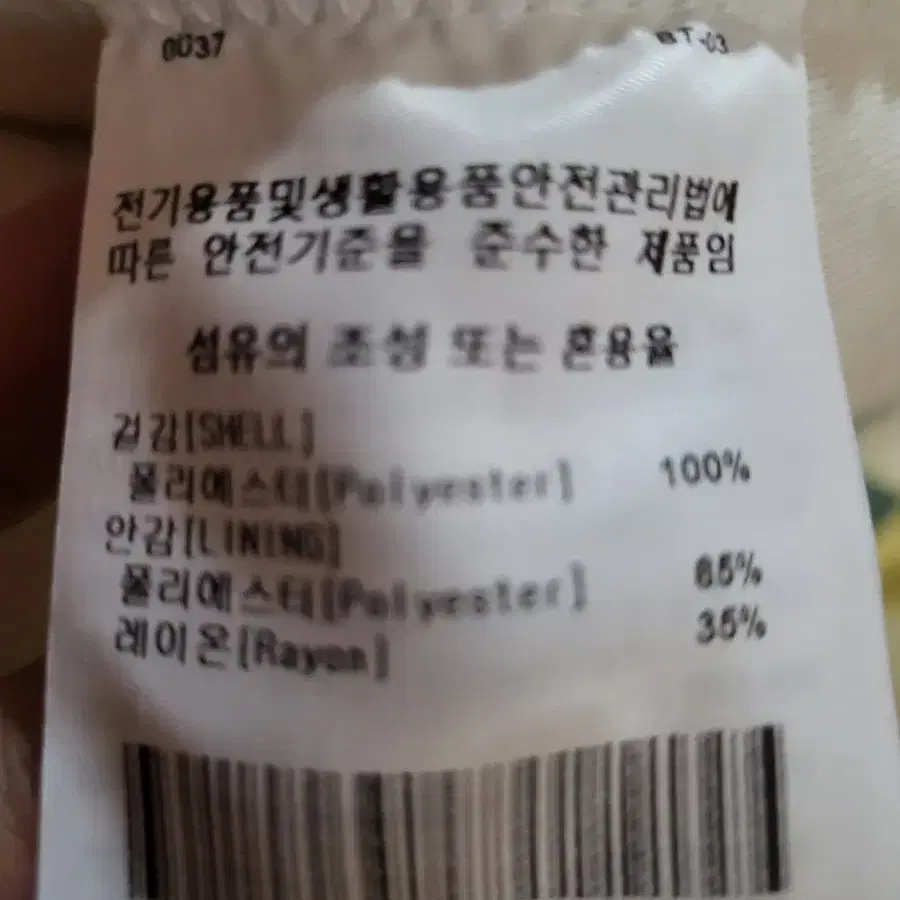 0037 BT-03
전기용품및생활용품안전관리법에
따른 안전기준을 준수한 제품임
섬유의 조성 또는 혼용율
겉감[SHELL]
폴리에스터[Polyester] 100%
안감[LINING]
폴리에스터[Polyester] 65%
레이온[Rayon] 35%